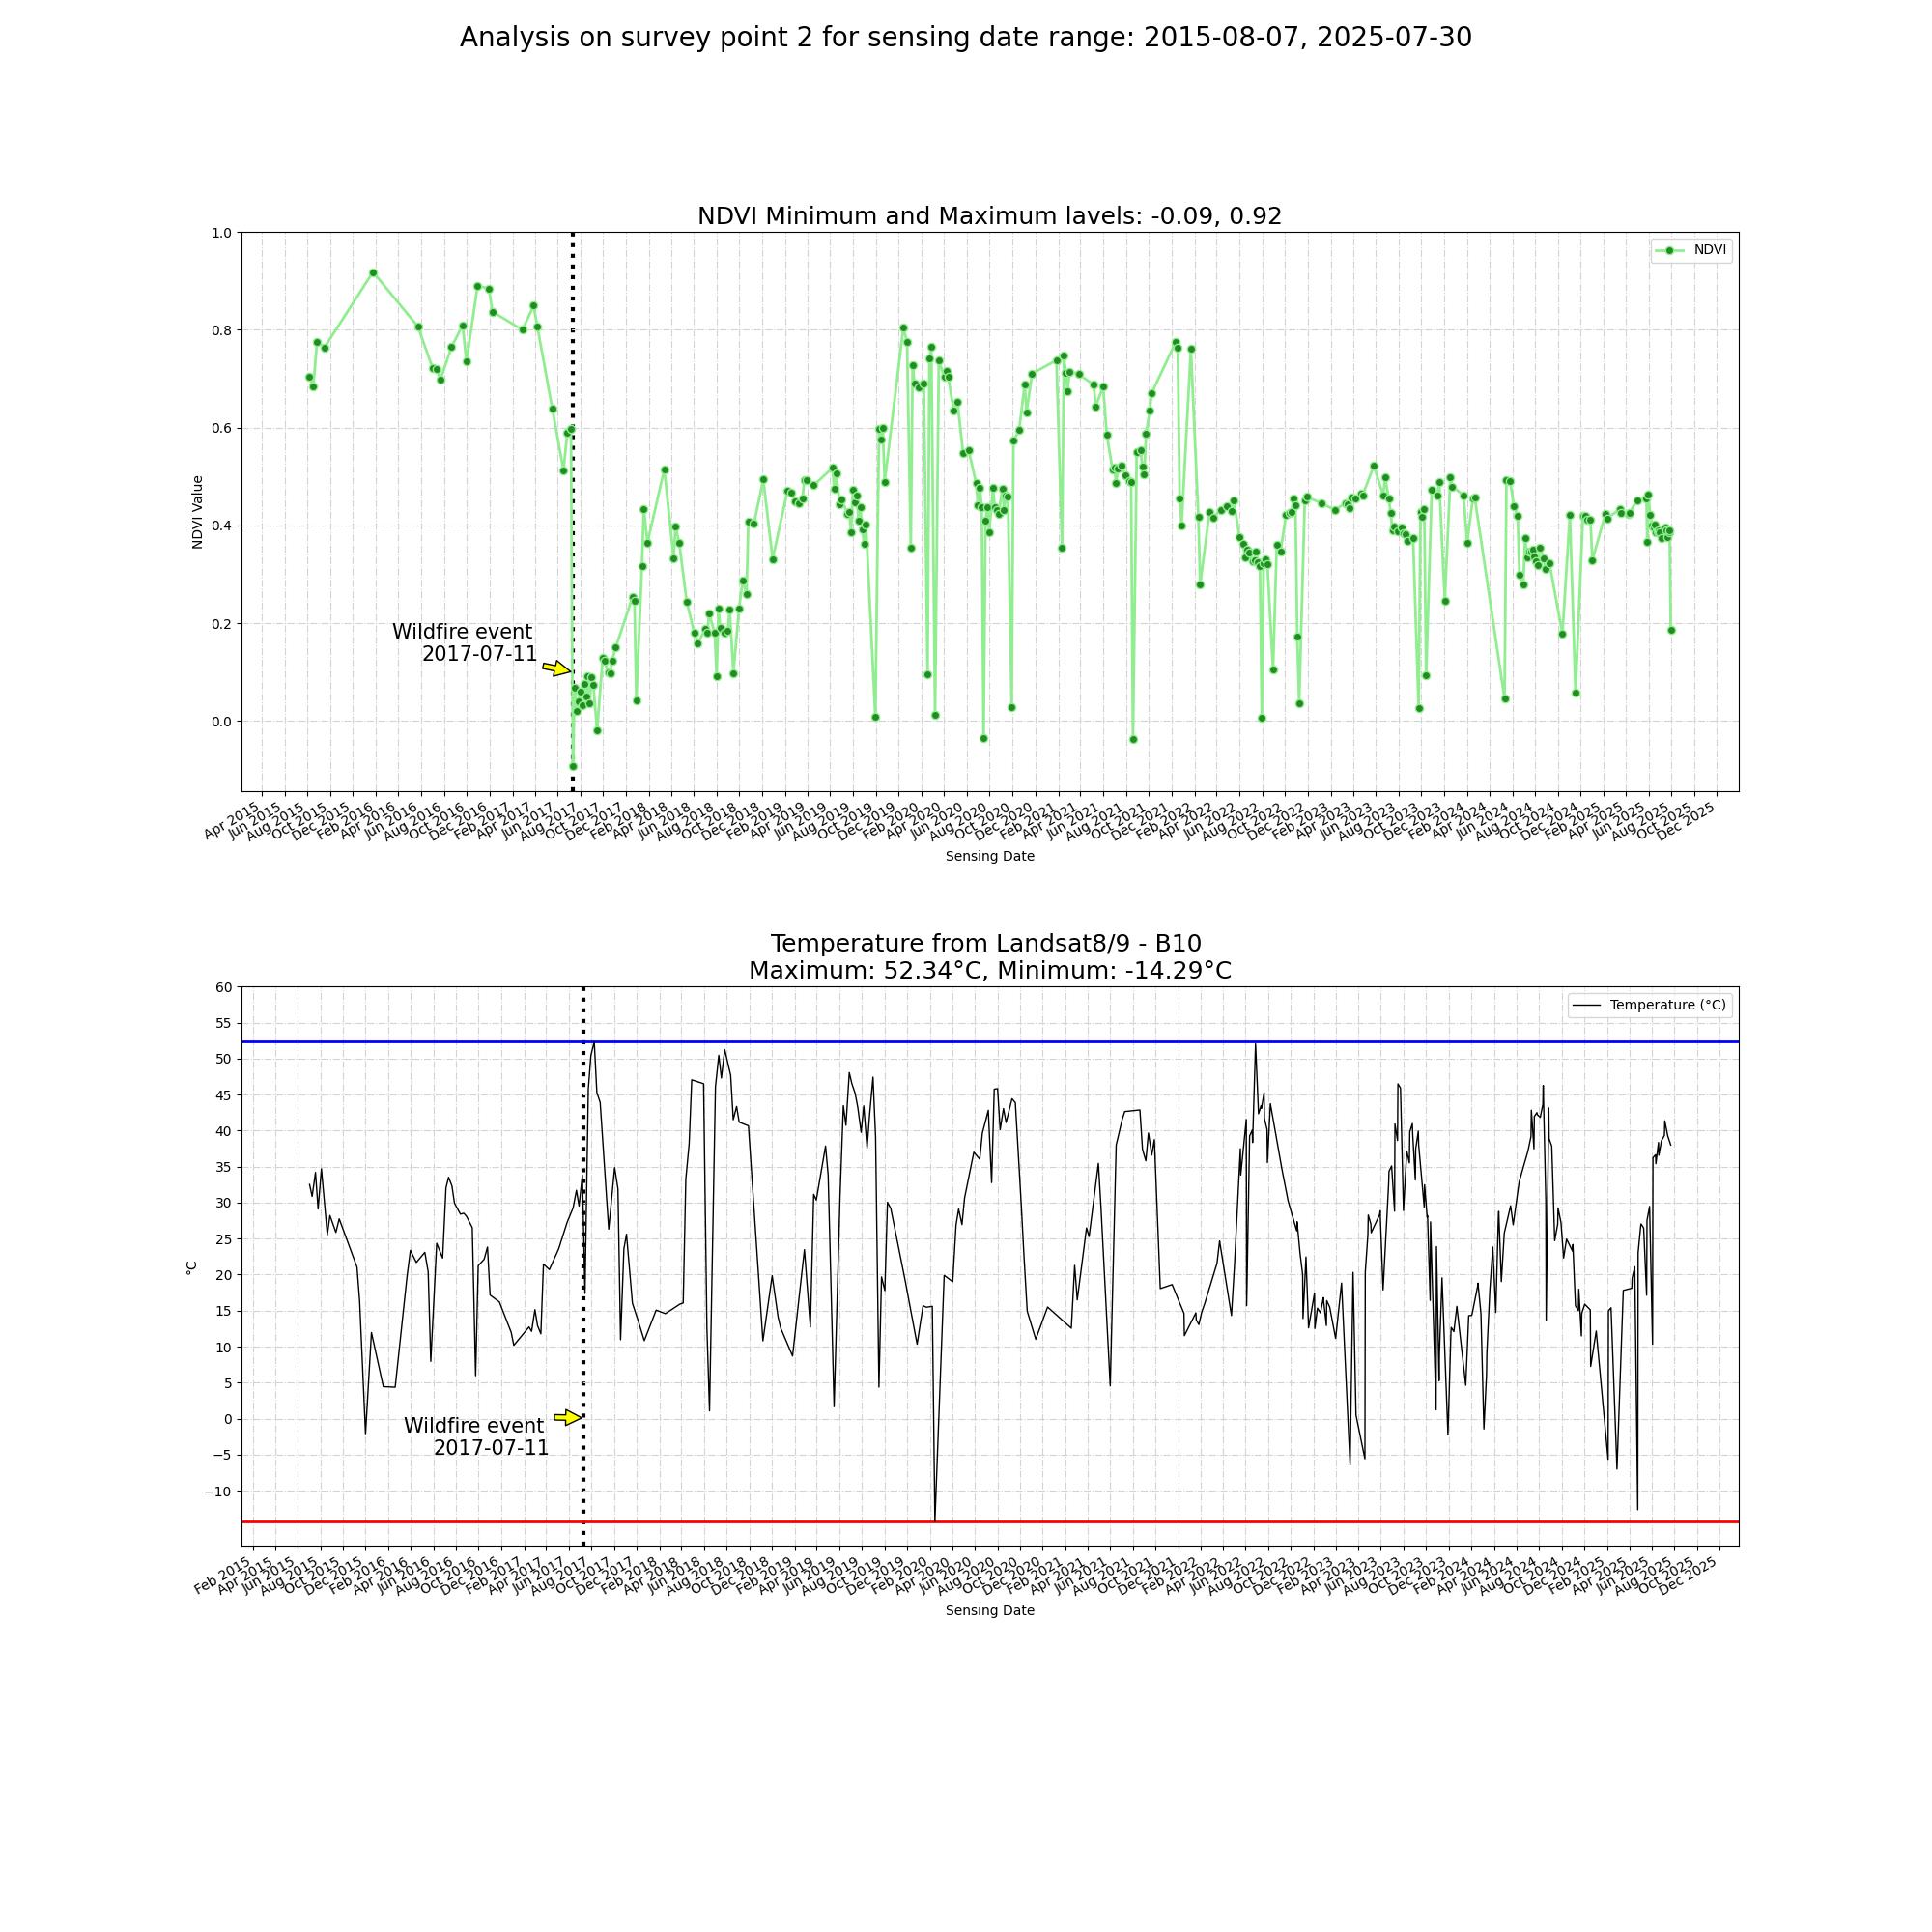 Analysis on survey point 2 for sensing date range: 2015-08-07, 2025-07-30
NDVI Minimum and Maximum lavels: -0.09, 0.92
1.0
0.8
0.6
0.4
0.2
0.0
NDVI Value
NDVI
Wildfire event
2017-07-11
Apr 2015
Jun 2015
Aug 2015
Oct 2015
Dec 2015
Feb 2016
Apr 2016
Jun 2016
Aug 2016
Oct 2016
Dec 2016
Feb 2017
Apr 2017
Jun 2017
Aug 2017
Oct 2017
Dec 2017
Feb 2018
Apr 2018
Jun 2018
Aug 2018
Oct 2018
Dec 2018
Feb 2019
Apr 2019
Jun 2019
Aug 2019
Oct 2019
Dec 2019
Feb 2020
Apr 2020
Jun 2020
Aug 2020
Oct 2020
Dec 2020
Feb 2021
Apr 2021
Jun 2021
Aug 2021
Oct 2021
Dec 2021
Feb 2022
Apr 2022
Jun 2022
Aug 2022
Oct 2022
Dec 2022
Feb 2023
Apr 2023
Jun 2023
Aug 2023
Oct 2023
Dec 2023
Feb 2024
Apr 2024
Jun 2024
Aug 2024
Oct 2024
Dec 2024
Feb 2025
Apr 2025
Jun 2025
Aug 2025
Oct 2025
Dec 2025
Sensing Date
Temperature from Landsat8/9 - B10
Maximum: 52.34°C, Minimum: -14.29°C
60
55
50
45
40
35
30
25
20
15
10
5
0
−5
−10
°C
Temperature (°C)
Wildfire event
2017-07-11
Feb 2015
Apr 2015
Jun 2015
Aug 2015
Oct 2015
Dec 2015
Feb 2016
Apr 2016
Jun 2016
Aug 2016
Oct 2016
Dec 2016
Feb 2017
Apr 2017
Jun 2017
Aug 2017
Oct 2017
Dec 2017
Feb 2018
Apr 2018
Jun 2018
Aug 2018
Oct 2018
Dec 2018
Feb 2019
Apr 2019
Jun 2019
Aug 2019
Oct 2019
Dec 2019
Feb 2020
Apr 2020
Jun 2020
Aug 2020
Oct 2020
Dec 2020
Feb 2021
Apr 2021
Jun 2021
Aug 2021
Oct 2021
Dec 2021
Feb 2022
Apr 2022
Jun 2022
Aug 2022
Oct 2022
Dec 2022
Feb 2023
Apr 2023
Jun 2023
Aug 2023
Oct 2023
Dec 2023
Feb 2024
Apr 2024
Jun 2024
Aug 2024
Oct 2024
Dec 2024
Feb 2025
Apr 2025
Jun 2025
Aug 2025
Oct 2025
Dec 2025
Sensing Date